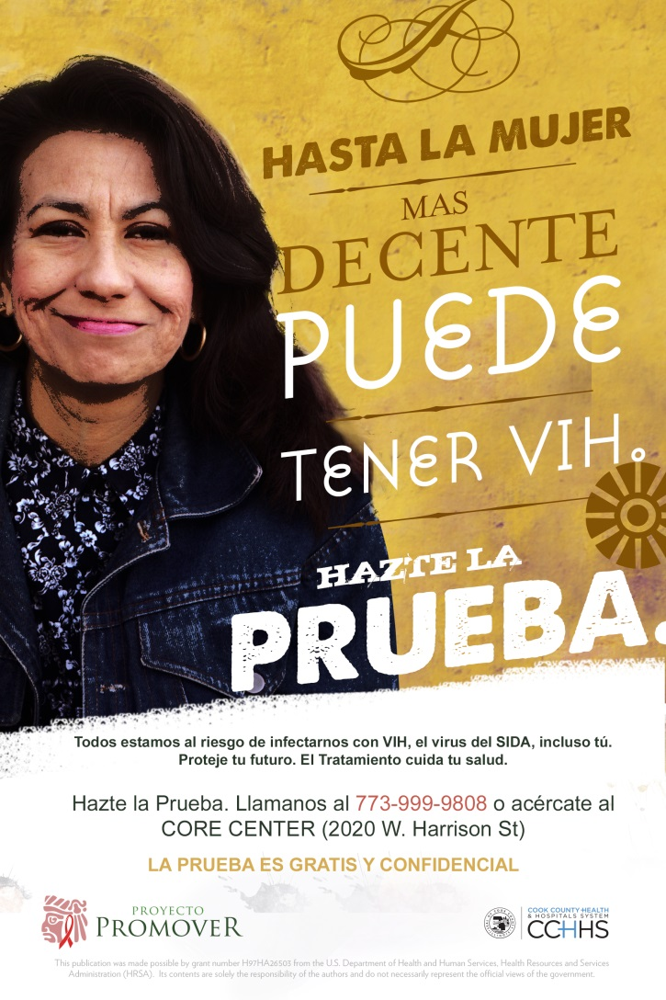 HASTA LA MUJER
MAS
DECENTE
PUEDE
TENER VIH.
HAZTE LA
PRUEBA.
Todos estamos al riesgo de infectarnos con VIH, el virus del SIDA, incluso tú.
Proteje tu futuro. El Tratamiento cuida tu salud.
Hazte la Prueba. Llamanos al 773-999-9808 o acércate al
CORE CENTER (2020 W. Harrison St)
LA PRUEBA ES GRATIS Y CONFIDENCIAL
PROYECTO
PROMOVER
COOK COUNTY HEALTH
& HOSPITALS SYSTEM
CCHHS
This publication was made possible by grant number H97HA26503 from the U.S. Department of Health and Human Services, Health Resources and Services
Administration (HRSA). Its contents are solely the responsibility of the authors and do not necessarily represent the official views of the government.